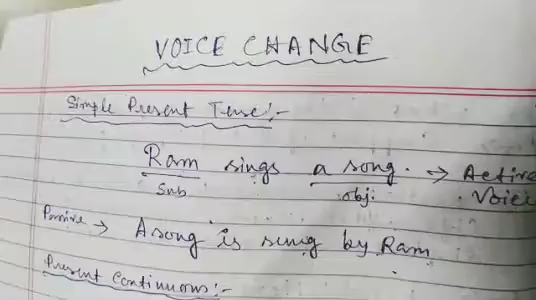 VOICE CHANGE
Simple Present Tense:-
Ram sings a song. → Active
Sub obj. Voice
Passive → A song is sung by Ram
Present Continuous:-